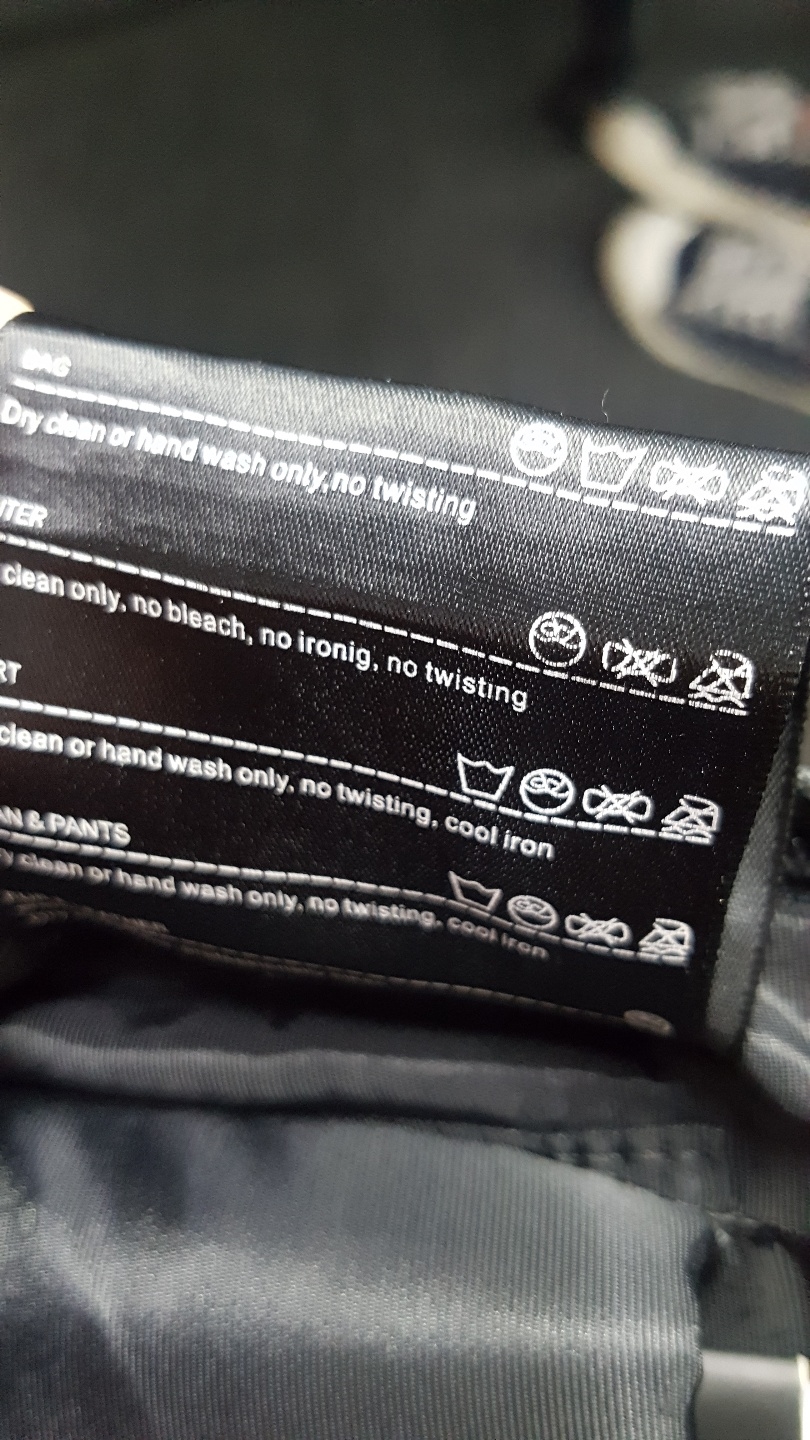 BAG
Dry clean or hand wash only,no twisting
TER
clean only, no bleach, no ironig, no twisting
RT
clean or hand wash only, no twisting, cool iron
AN & PANTS
y clean or hand wash only, no twisting, cool iron